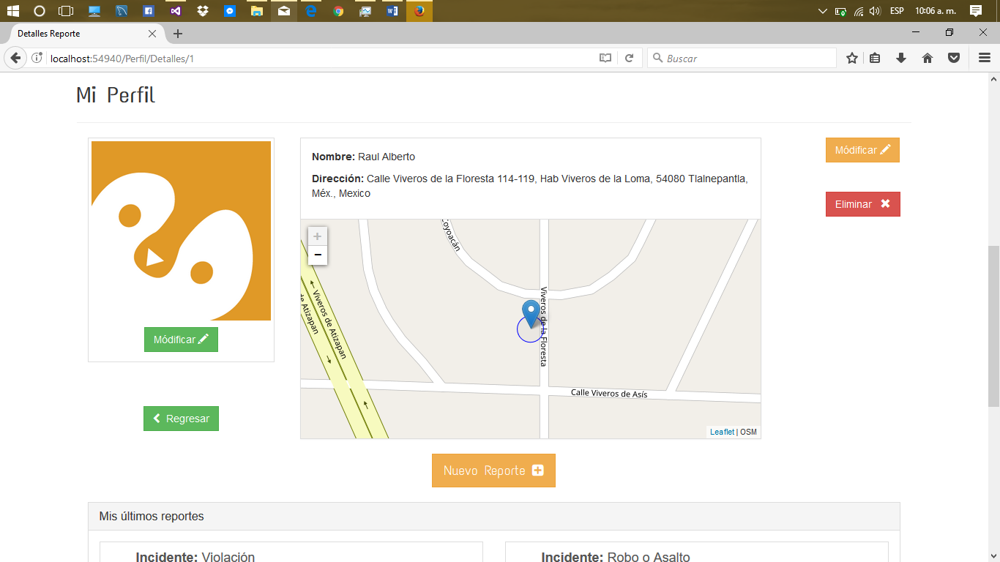 ESP 10:06 a. m.
Detalles Reporte
localhost:54940/Perfil/Detalles/1
Buscar
Mi Perfil
Nombre: Raul Alberto
Dirección: Calle Viveros de la Floresta 114-119, Hab Viveros de la Loma, 54080 Tlalnepantla,
Méx., Mexico
Módificar
Eliminar
Módificar
Regresar
+
−
Coyoacán
Viveros de Atizapan
de Atizapan
Viveros de la Floresta
Calle Viveros de Asís
Leaflet | OSM
Nuevo Reporte
Mis últimos reportes
Incidente: Violación
Incidente: Robo o Asalto